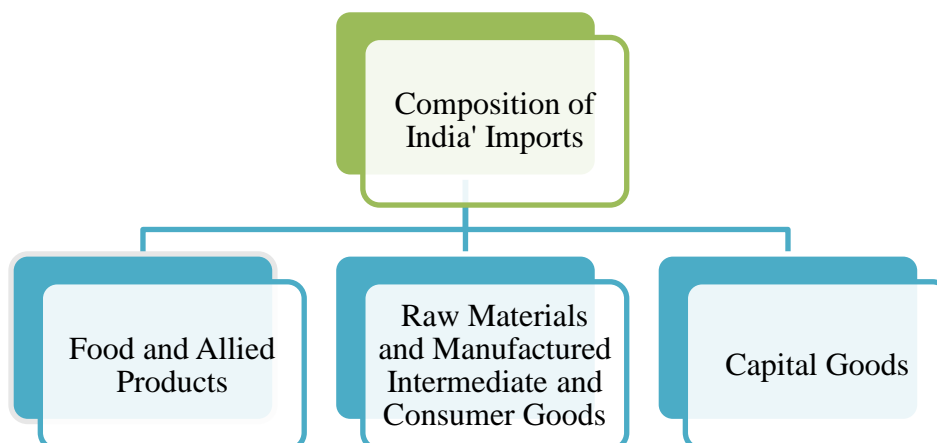 Composition of
India' Imports
Food and Allied
Products
Raw Materials
and Manufactured
Intermediate and
Consumer Goods
Capital Goods